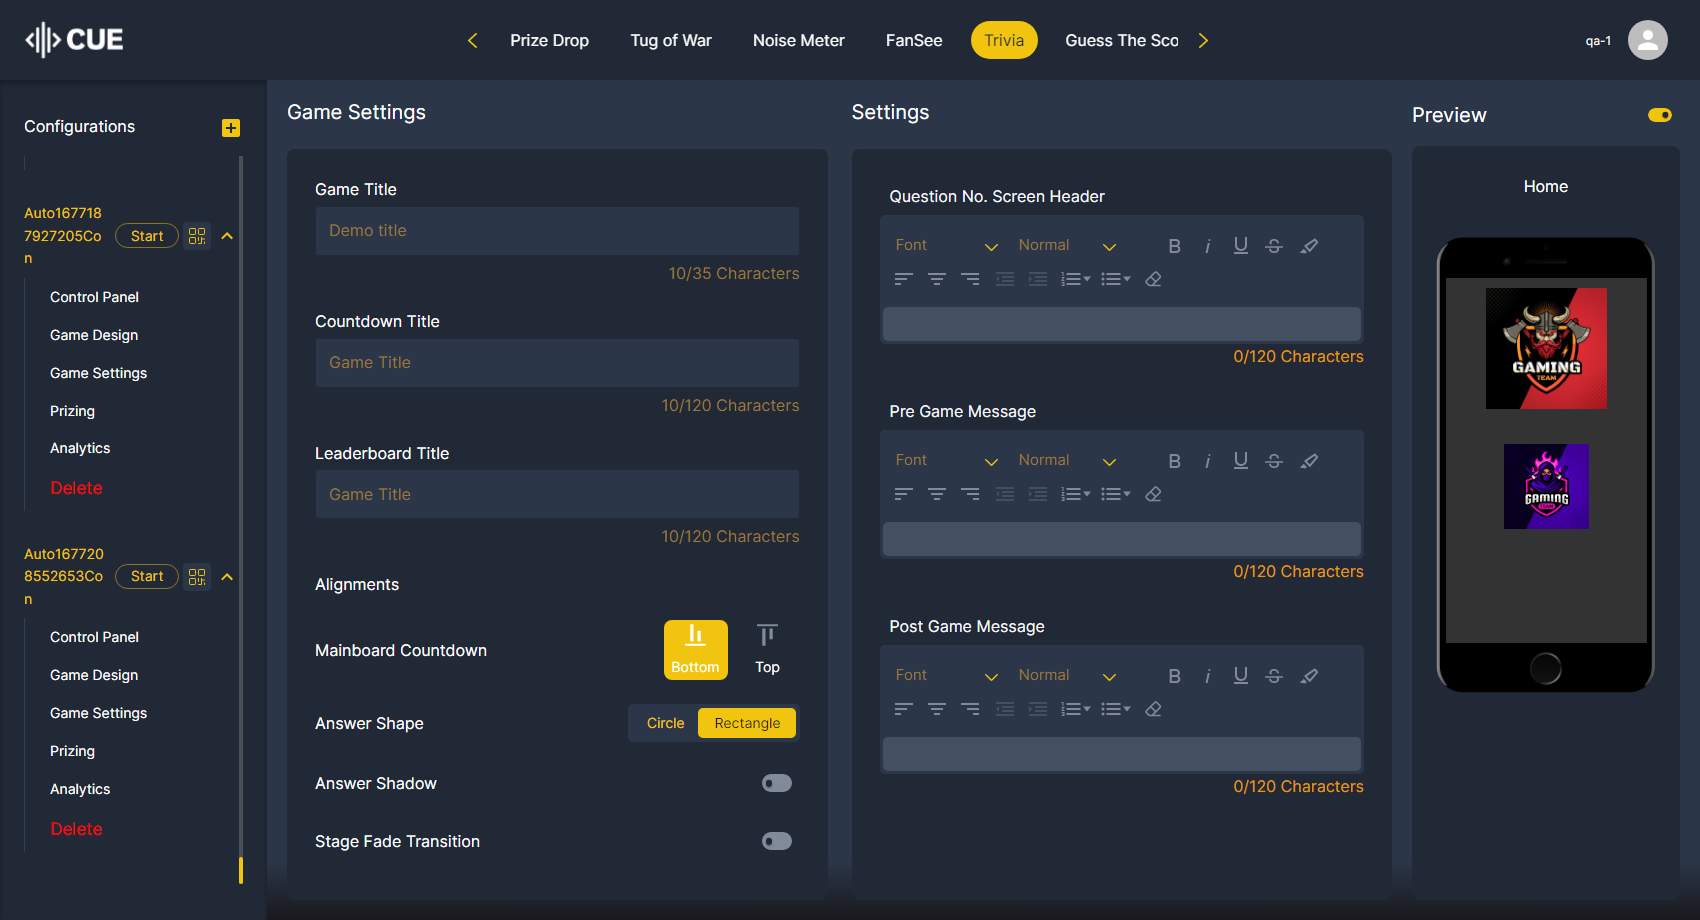 CUE
Prize Drop
Tug of War
Noise Meter
FanSee
Trivia
Guess The Sco
qa-1
Configurations
Auto167718
7927205Co
n
Start
Control Panel
Game Design
Game Settings
Prizing
Analytics
Delete
Auto167720
8552653Co
n
Start
Control Panel
Game Design
Game Settings
Prizing
Analytics
Delete
Game Settings
Game Title
Demo title
10/35 Characters
Countdown Title
Game Title
10/120 Characters
Leaderboard Title
Game Title
10/120 Characters
Alignments
Mainboard Countdown
Bottom
Top
Answer Shape
Circle
Rectangle
Answer Shadow
Stage Fade Transition
Settings
Question No. Screen Header
Font
Normal
B
i
U
S
0/120 Characters
Pre Game Message
Font
Normal
B
i
U
S
0/120 Characters
Post Game Message
Font
Normal
B
i
U
S
0/120 Characters
Preview
Home
GAMING
TEAM
GAMING
TEAM